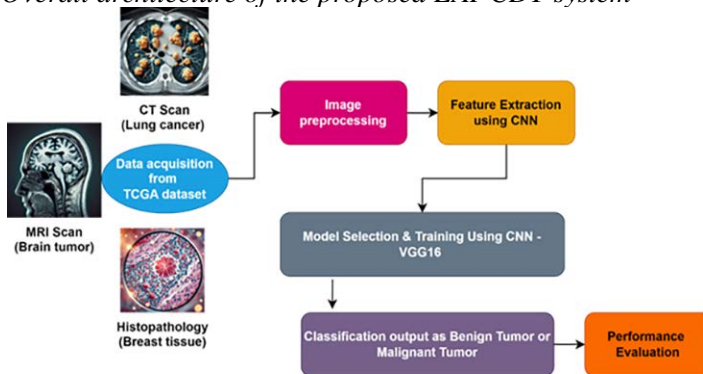 Overall architecture of the proposed EAI-CDT system
CT Scan
(Lung cancer)
MRI Scan
(Brain tumor)
Data acquisition
from
TCGA dataset
Histopathology
(Breast tissue)
Image
preprocessing
Feature Extraction
using CNN
Model Selection & Training Using CNN -
VGG16
Classification output as Benign Tumor or
Malignant Tumor
Performance
Evaluation